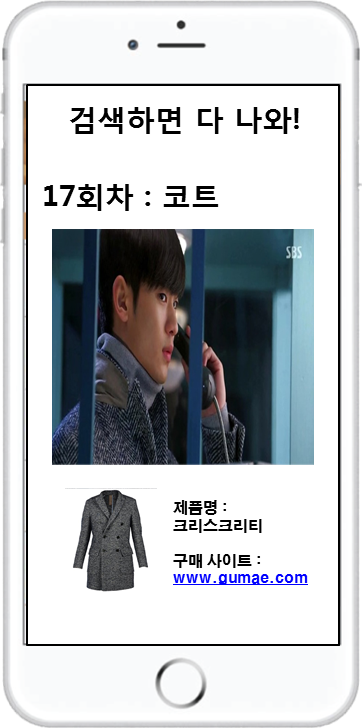 검색하면 다 나와!
17회차 : 코트
SBS
제품명 :
크리스크리티
구매 사이트 :
www.gumae.com